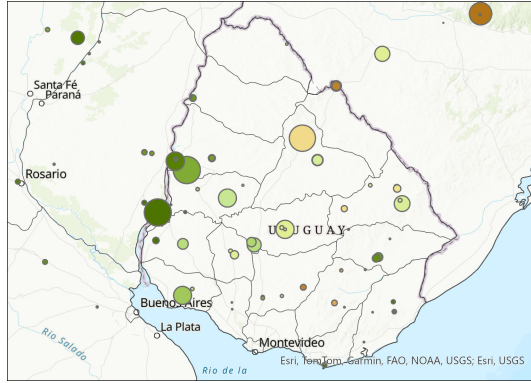 Santa Fé
Paraná
Rosario
URUGUAY
Buenos Aires
La Plata
Montevideo
Rio Salado
Rio de la
Esri, TomTom, Garmin, FAO, NOAA, USGS; Esri, USGS